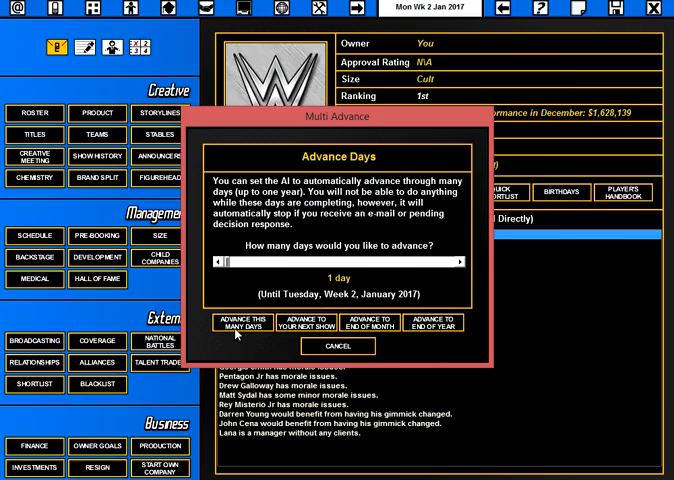 Mon Wk 2 Jan 2017
Creative
ROSTER
PRODUCT
STORYLINES
TITLES
TEAMS
STABLES
CREATIVE MEETING
SHOW HISTORY
ANNOUNCERS
CHEMISTRY
BRAND SPLIT
FIGUREHEAD
Management
SCHEDULE
PRE-BOOKING
SIZE
BACKSTAGE
DEVELOPMENT
CHILD COMPANIES
MEDICAL
HALL OF FAME
Extern
BROADCASTING
COVERAGE
NATIONAL BATTLES
RELATIONSHIPS
ALLIANCES
TALENT TRADE
SHORTLIST
BLACKLIST
Business
FINANCE
OWNER GOALS
PRODUCTION
INVESTMENTS
RESIGN
START OWN COMPANY
Owner You
Approval Rating N\A
Size Cult
Ranking 1st
formance in December: $1,628,139
QUICK SHORTLIST
BIRTHDAYS
PLAYER'S HANDBOOK
d Directly)
Multi Advance
Advance Days
You can set the AI to automatically advance through many
days (up to one year). You will not be able to do anything
while these days are completing, however, it will
automatically stop if you receive an e-mail or pending
decision response.
How many days would you like to advance?
1 day
(Until Tuesday, Week 2, January 2017)
ADVANCE THIS MANY DAYS
ADVANCE TO YOUR NEXT SHOW
ADVANCE TO END OF MONTH
ADVANCE TO END OF YEAR
CANCEL
Pentagon Jr has morale issues.
Drew Galloway has morale issues.
Matt Sydal has some minor morale issues.
Rey Misterio Jr has morale issues.
Darren Young would benefit from having his gimmick changed.
John Cena would benefit from having his gimmick changed.
Lana is a manager without any clients.